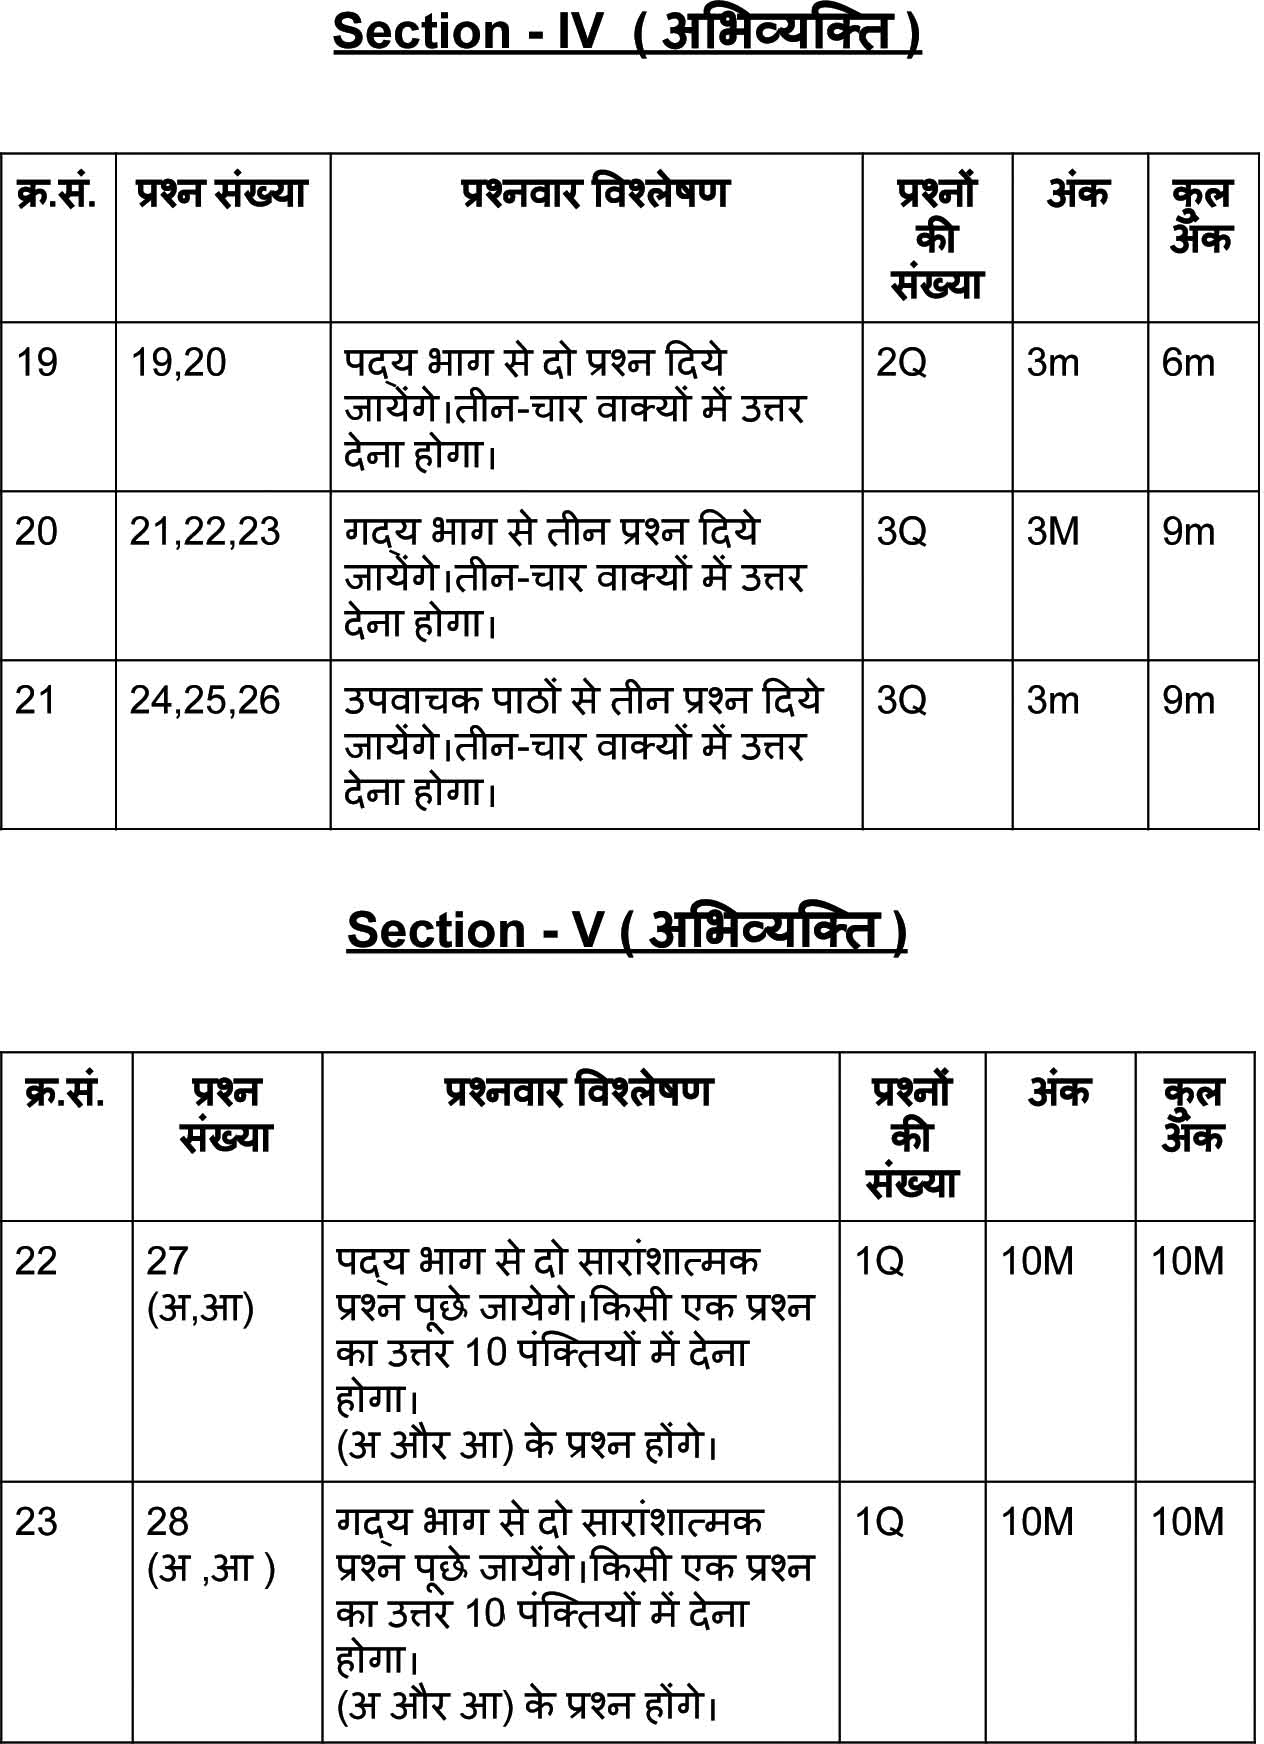 Section - IV ( अभिव्यक्ति )
क्र.सं. प्रश्न संख्या प्रश्नवार विश्लेषण प्रश्नों अंक कुल
की अंक
संख्या
19 19,20 पद्य भाग से दो प्रश्न दिये 2Q 3m 6m
जायेंगे।तीन-चार वाक्यों में उत्तर
देना होगा।
20 21,22,23 गद्य भाग से तीन प्रश्न दिये 3Q 3M 9m
जायेंगे।तीन-चार वाक्यों में उत्तर
देना होगा।
21 24,25,26 उपवाचक पाठों से तीन प्रश्न दिये 3Q 3m 9m
जायेंगे।तीन-चार वाक्यों में उत्तर
देना होगा।
Section - V ( अभिव्यक्ति )
क्र.सं. प्रश्न प्रश्नवार विश्लेषण प्रश्नों अंक कुल
संख्या की अंक
संख्या
22 27 पद्य भाग से दो सारांशात्मक 1Q 10M 10M
(अ,आ) प्रश्न पूछे जायेगे।किसी एक प्रश्न
का उत्तर 10 पंक्तियों में देना
होगा।
(अ और आ) के प्रश्न होंगे।
23 28 गद्य भाग से दो सारांशात्मक 1Q 10M 10M
(अ ,आ ) प्रश्न पूछे जायेंगे।किसी एक प्रश्न
का उत्तर 10 पंक्तियों में देना
होगा।
(अ और आ) के प्रश्न होंगे।